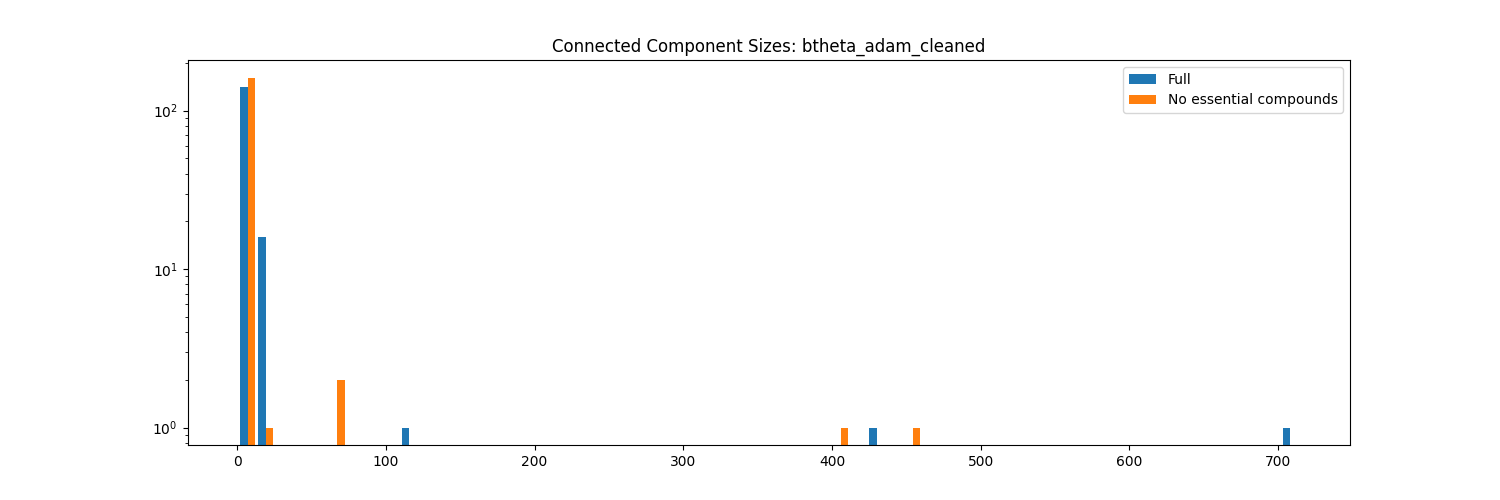 Connected Component Sizes: btheta_adam_cleaned
Full
No essential compounds
10²
10¹
10⁰
0 100 200 300 400 500 600 700